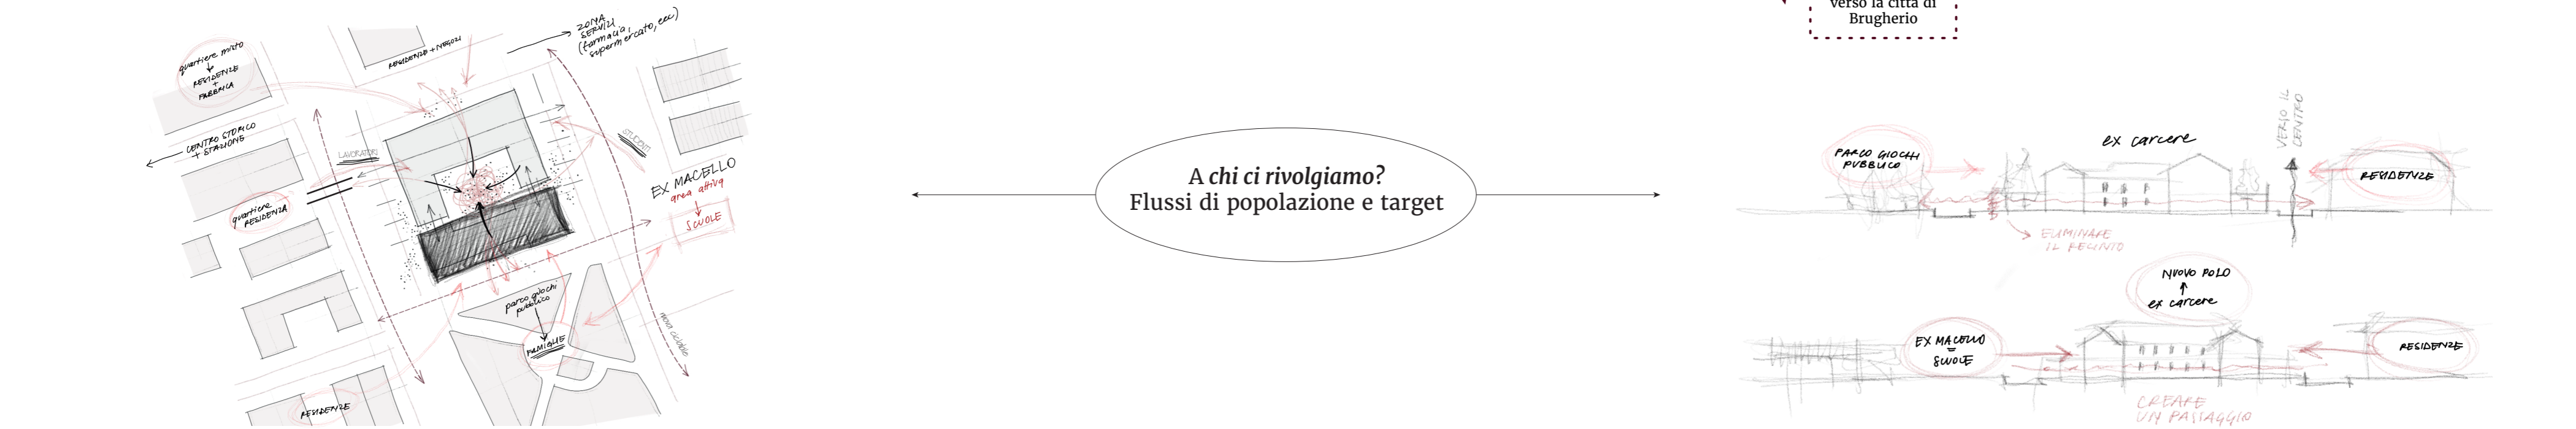 quartiere misto
RESIDENZE
+
FABBRICA
RESIDENZE + NEGOZI
ZONA
SERVIZI
(farmacia,
supermercato, ecc)
CENTRO STORICO
+ STAZIONE
LAVORATORI
STUDENTI
EX MACELLO
area attiva
SCUOLE
quartiere
RESIDENZA
parco giochi
pubblico
FAMIGLIE
nuova ciclabile
RESIDENZE
A chi ci rivolgiamo?
Flussi di popolazione e target
verso la città di
Brugherio
PARCO GIOCHI
PUBBLICO
ex carcere
VERSO IL
CENTRO
RESIDENZE
ELIMINARE
IL RECINTO
NUOVO POLO
ex carcere
EX MACELLO
=
SCUOLE
RESIDENZE
CREARE
UN PASSAGGIO